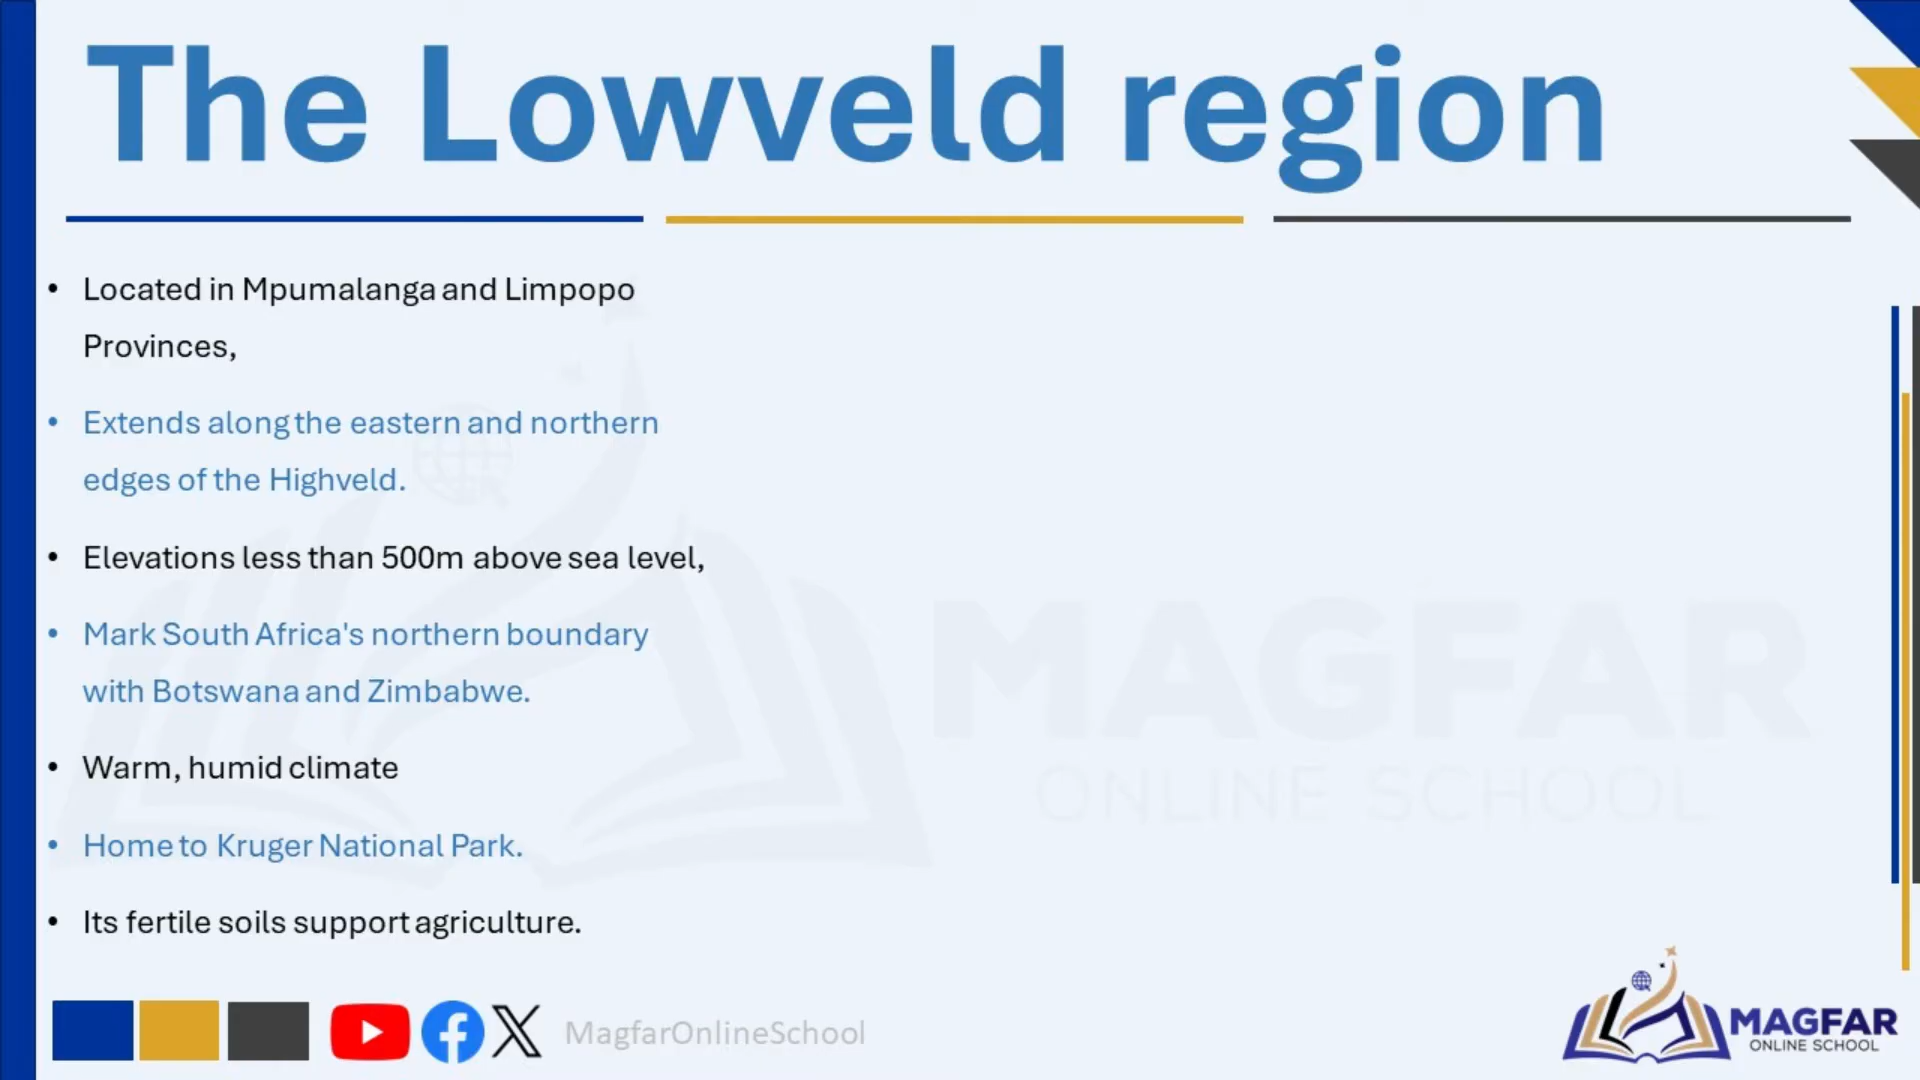 The Lowveld region
• Located in Mpumalanga and Limpopo
Provinces,
• Extends along the eastern and northern
edges of the Highveld.
• Elevations less than 500m above sea level,
• Mark South Africa's northern boundary
with Botswana and Zimbabwe.
• Warm, humid climate
• Home to Kruger National Park.
• Its fertile soils support agriculture.
MAGFAR
ONLINE SCHOOL
MagfarOnlineSchool
MAGFAR
ONLINE SCHOOL